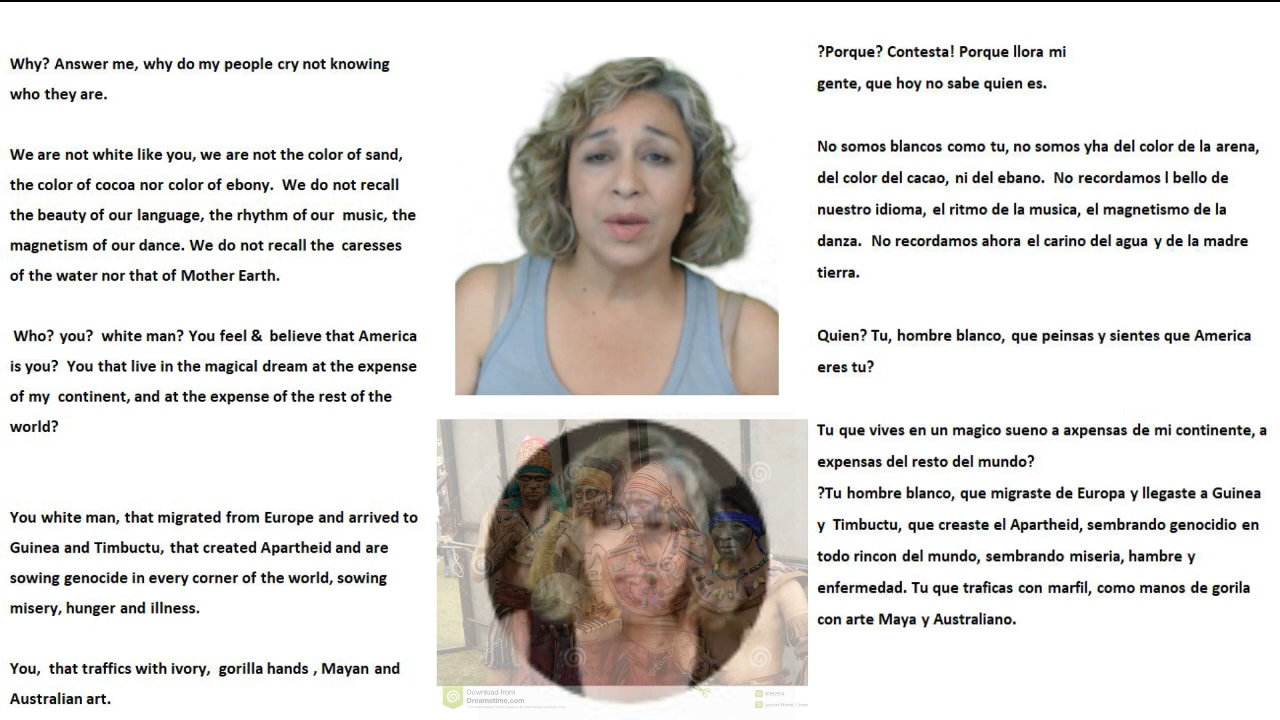 Why? Answer me, why do my people cry not knowing
who they are.
We are not white like you, we are not the color of sand,
the color of cocoa nor color of ebony. We do not recall
the beauty of our language, the rhythm of our music, the
magnetism of our dance. We do not recall the caresses
of the water nor that of Mother Earth.
Who? you? white man? You feel & believe that America
is you? You that live in the magical dream at the expense
of my continent, and at the expense of the rest of the
world?
You white man, that migrated from Europe and arrived to
Guinea and Timbuctu, that created Apartheid and are
sowing genocide in every corner of the world, sowing
misery, hunger and illness.
You, that traffics with ivory, gorilla hands , Mayan and
Australian art.
?Porque? Contesta! Porque llora mi
gente, que hoy no sabe quien es.
No somos blancos como tu, no somos yha del color de la arena,
del color del cacao, ni del ebano. No recordamos l bello de
nuestro idioma, el ritmo de la musica, el magnetismo de la
danza. No recordamos ahora el carino del agua y de la madre
tierra.
Quien? Tu, hombre blanco, que peinsas y sientes que America
eres tu?
Tu que vives en un magico sueno a axpensas de mi continente, a
expensas del resto del mundo?
?Tu hombre blanco, que migraste de Europa y llegaste a Guinea
y Timbuctu, que creaste el Apartheid, sembrando genocidio en
todo rincon del mundo, sembrando miseria, hambre y
enfermedad. Tu que traficas con marfil, como manos de gorila
con arte Maya y Australiano.
Download from
Dreamstime.com